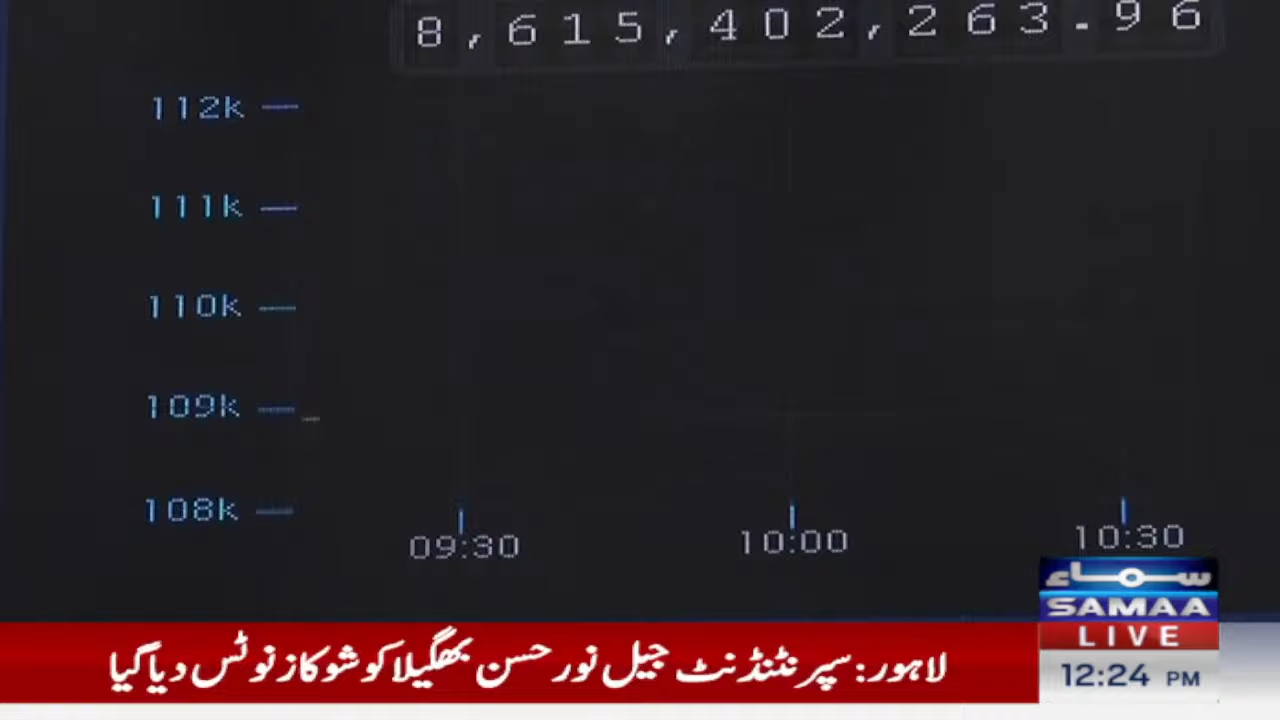 8,615,402,263.96
112k
111k
110k
109k
108k
09:30 10:00 10:30
سماء
SAMAA
LIVE
12:24 PM
لاہور: سپرنٹنڈنٹ جیل نور حسن بھگیلا کو شوکاز نوٹس دیا گیا